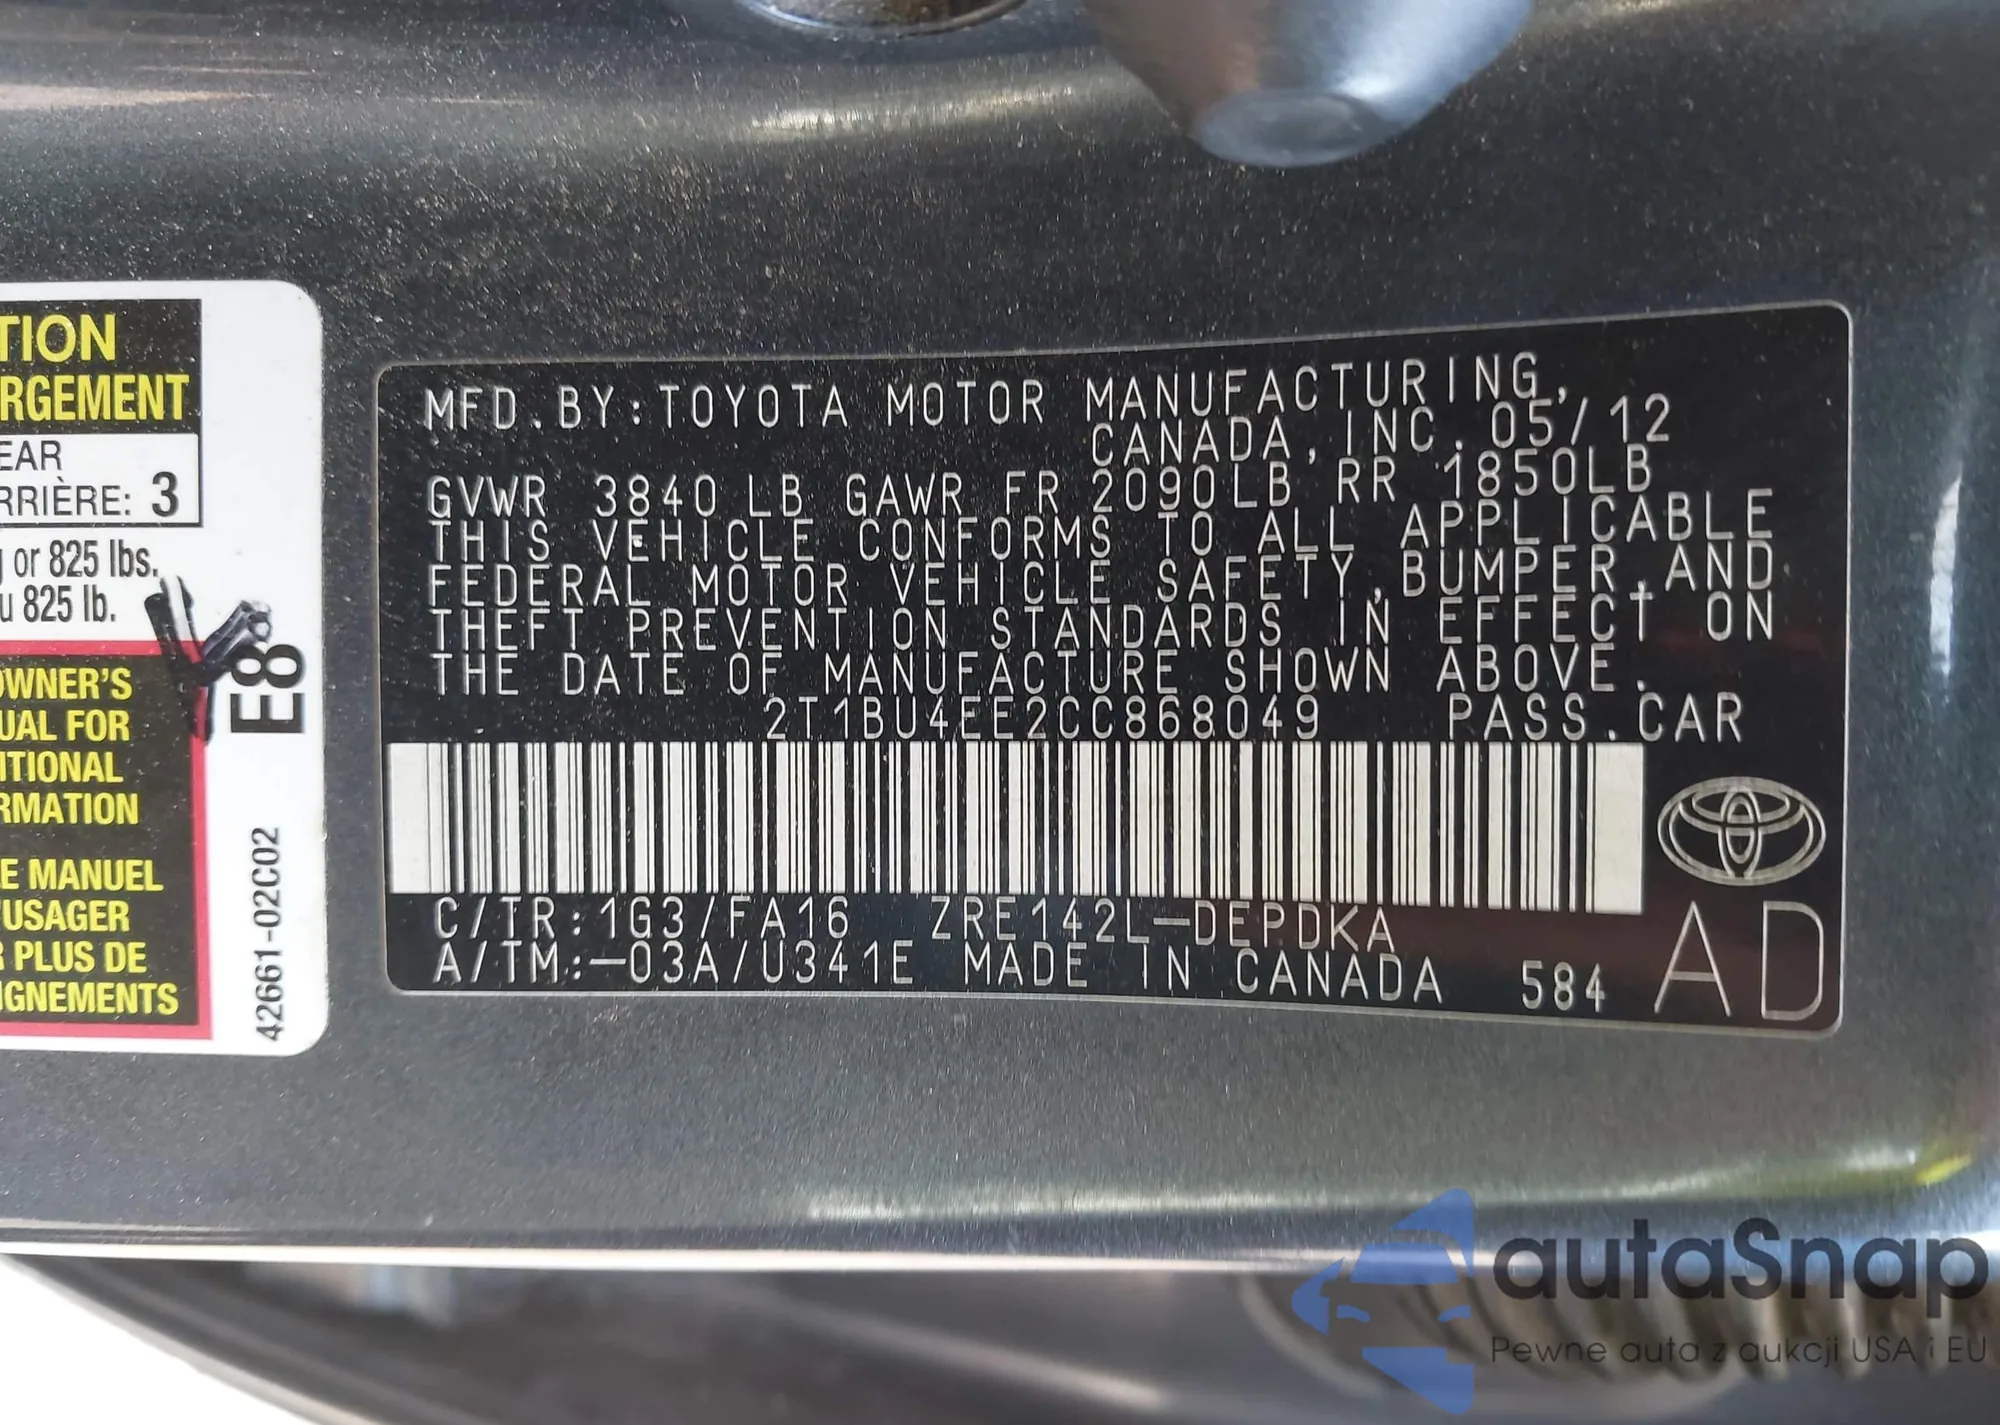 TION
RGEMENT
EAR
RRIÈRE: 3
or 825 lbs.
u 825 lb.
OWNER'S
UAL FOR
ITIONAL
RMATION
E MANUEL
'USAGER
R PLUS DE
IGNEMENTS
E8
42661-02C02
MFD.BY:TOYOTA MOTOR MANUFACTURING,
CANADA,INC. 05/12
GVWR 3840 LB GAWR FR 2090LB RR 1850LB
THIS VEHICLE CONFORMS TO ALL APPLICABLE
FEDERAL MOTOR VEHICLE SAFETY,BUMPER,AND
THEFT PREVENTION STANDARDS IN EFFECT ON
THE DATE OF MANUFACTURE SHOWN ABOVE.
2T1BU4EE2CC868049 PASS.CAR
C/TR:1G3/FA16 ZRE142L-DEPDKA
A/TM:-03A/U341E MADE IN CANADA 584
AD
autaSnap
Pewne auta z aukcji USA i EU